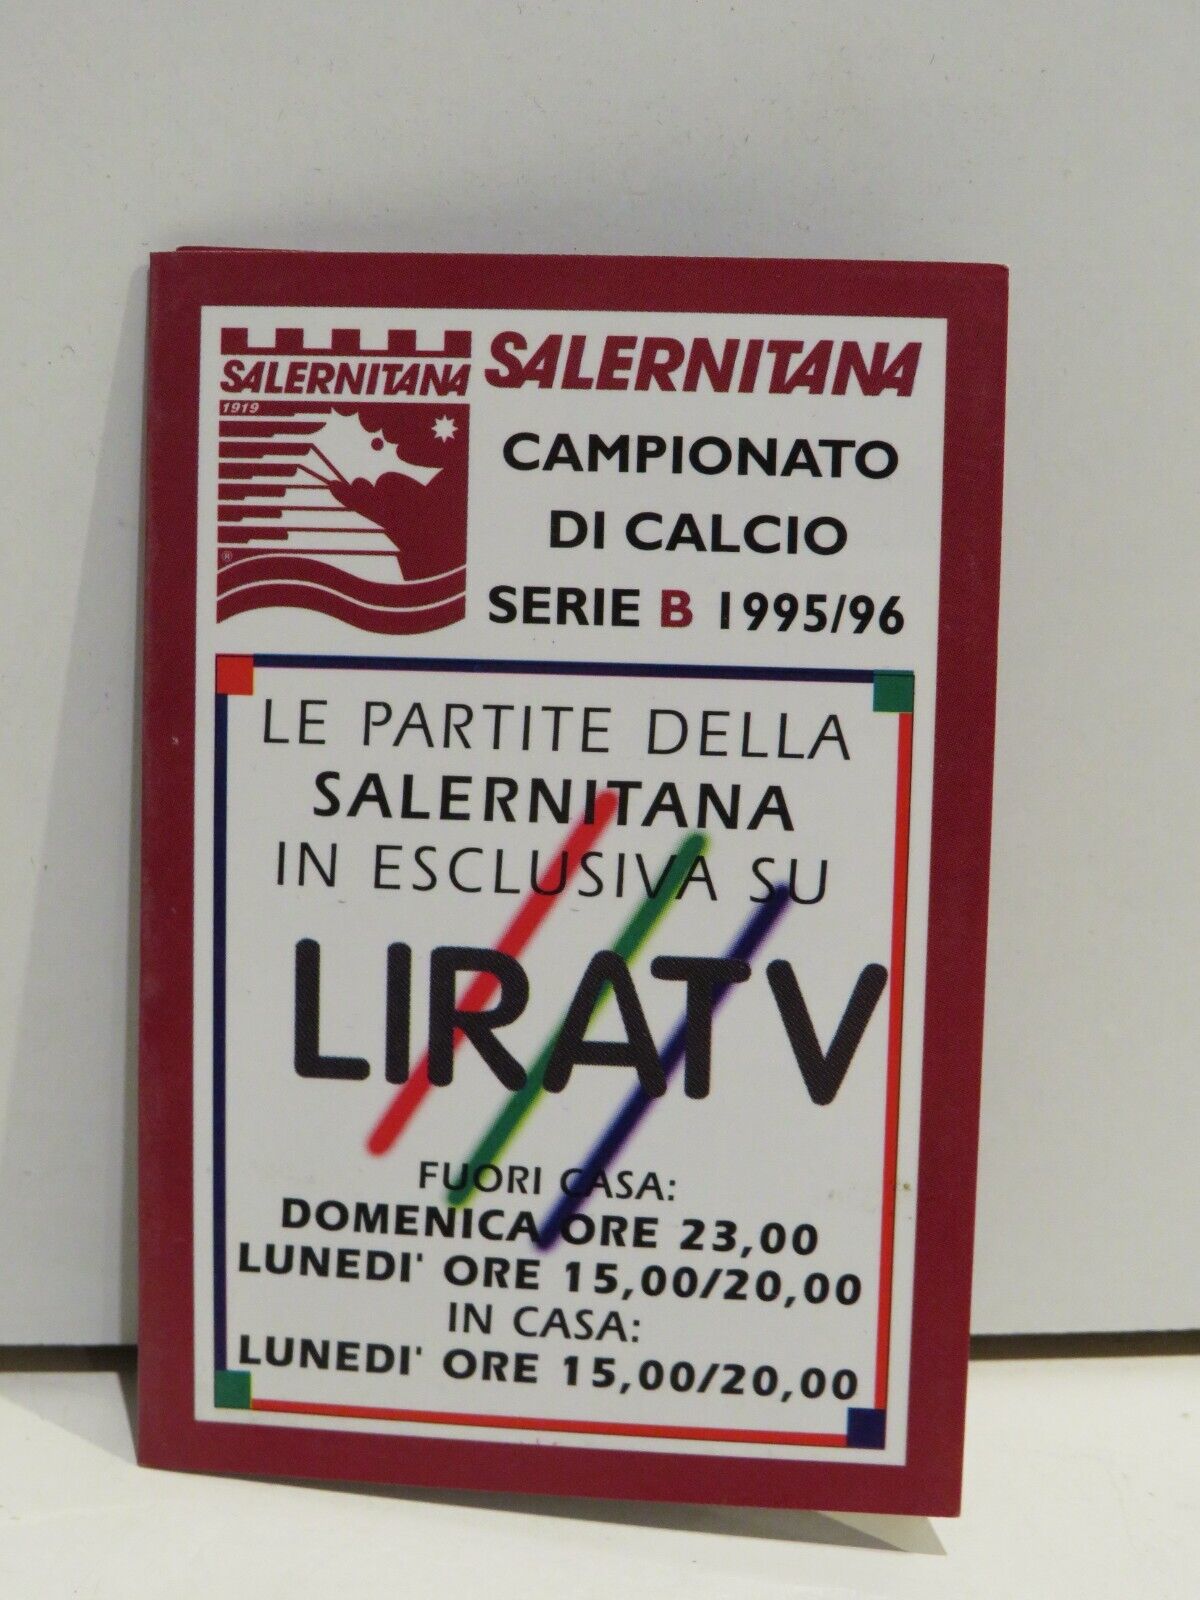 SALERNITANA
1919
®
SALERNITANA
CAMPIONATO
DI CALCIO
SERIE B 1995/96
LE PARTITE DELLA
SALERNITANA
IN ESCLUSIVA SU
LIRATV
FUORI CASA:
DOMENICA ORE 23,00
LUNEDI' ORE 15,00/20,00
IN CASA:
LUNEDI' ORE 15,00/20,00